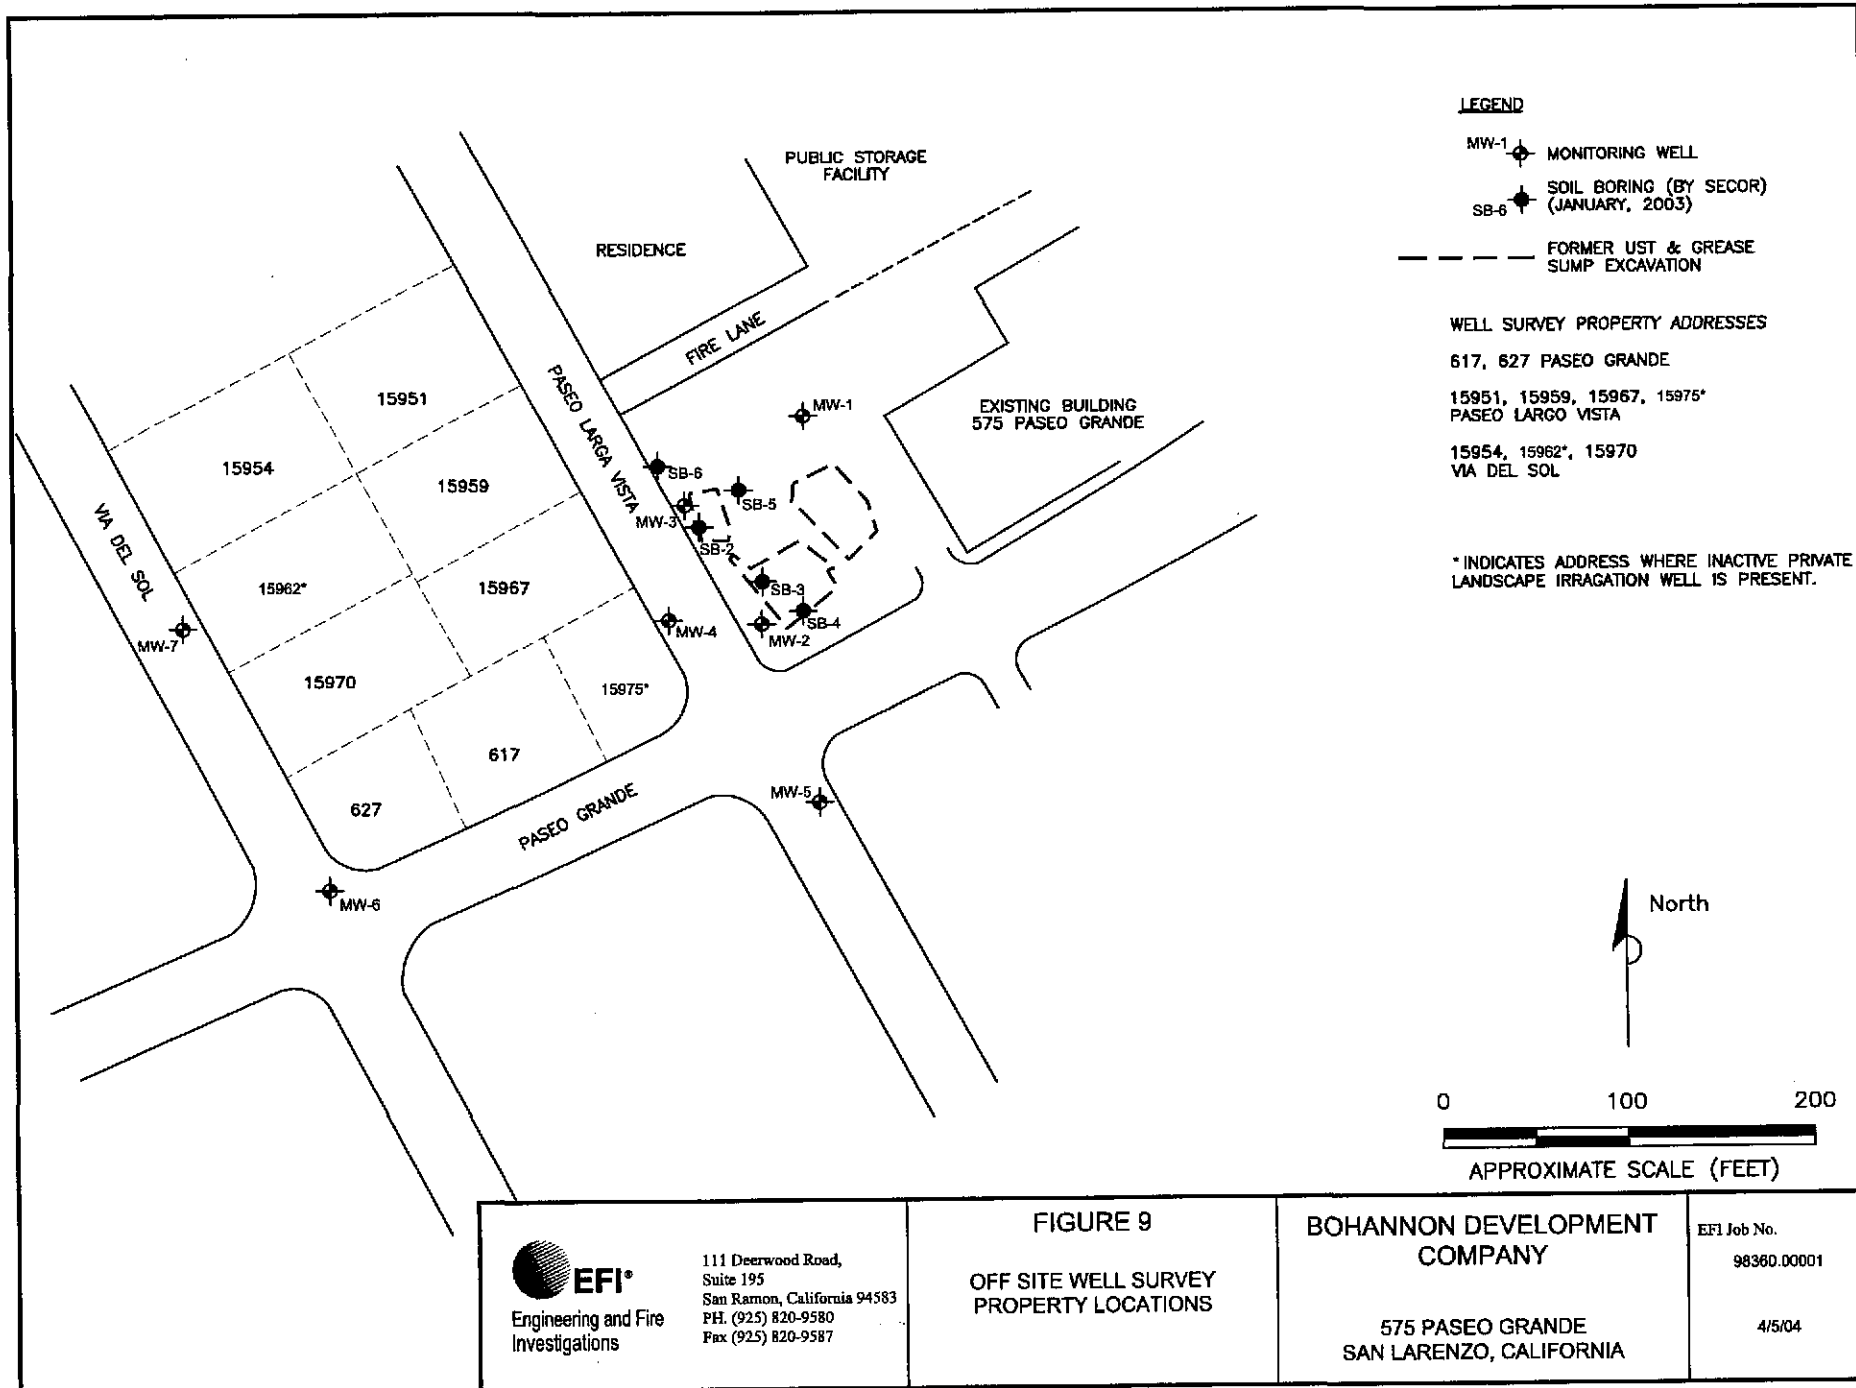 LEGEND
MW-1
MONITORING WELL
SB-6
SOIL BORING (BY SECOR)
(JANUARY, 2003)
FORMER UST & GREASE
SUMP EXCAVATION
WELL SURVEY PROPERTY ADDRESSES
617, 627 PASEO GRANDE
15951, 15959, 15967, 15975*
PASEO LARGO VISTA
15954, 15962*, 15970
VIA DEL SOL
*INDICATES ADDRESS WHERE INACTIVE PRIVATE
LANDSCAPE IRRAGATION WELL IS PRESENT.
PUBLIC STORAGE
FACILITY
RESIDENCE
FIRE LANE
PASEO LARGA VISTA
EXISTING BUILDING
575 PASEO GRANDE
MW-1
15951
15954
15959
SB-6
SB-5
MW-3
SB-2
VIA DEL SOL
15962*
15967
SB-3
SB-4
MW-2
MW-4
MW-7
15970
15975*
617
627
PASEO GRANDE
MW-5
MW-6
North
0 100 200
APPROXIMATE SCALE (FEET)
EFI®
Engineering and Fire
Investigations
111 Deerwood Road,
Suite 195
San Ramon, California 94583
PH. (925) 820-9580
Fax (925) 820-9587
FIGURE 9
OFF SITE WELL SURVEY
PROPERTY LOCATIONS
BOHANNON DEVELOPMENT
COMPANY
575 PASEO GRANDE
SAN LARENZO, CALIFORNIA
EFI Job No.
98360.00001
4/5/04